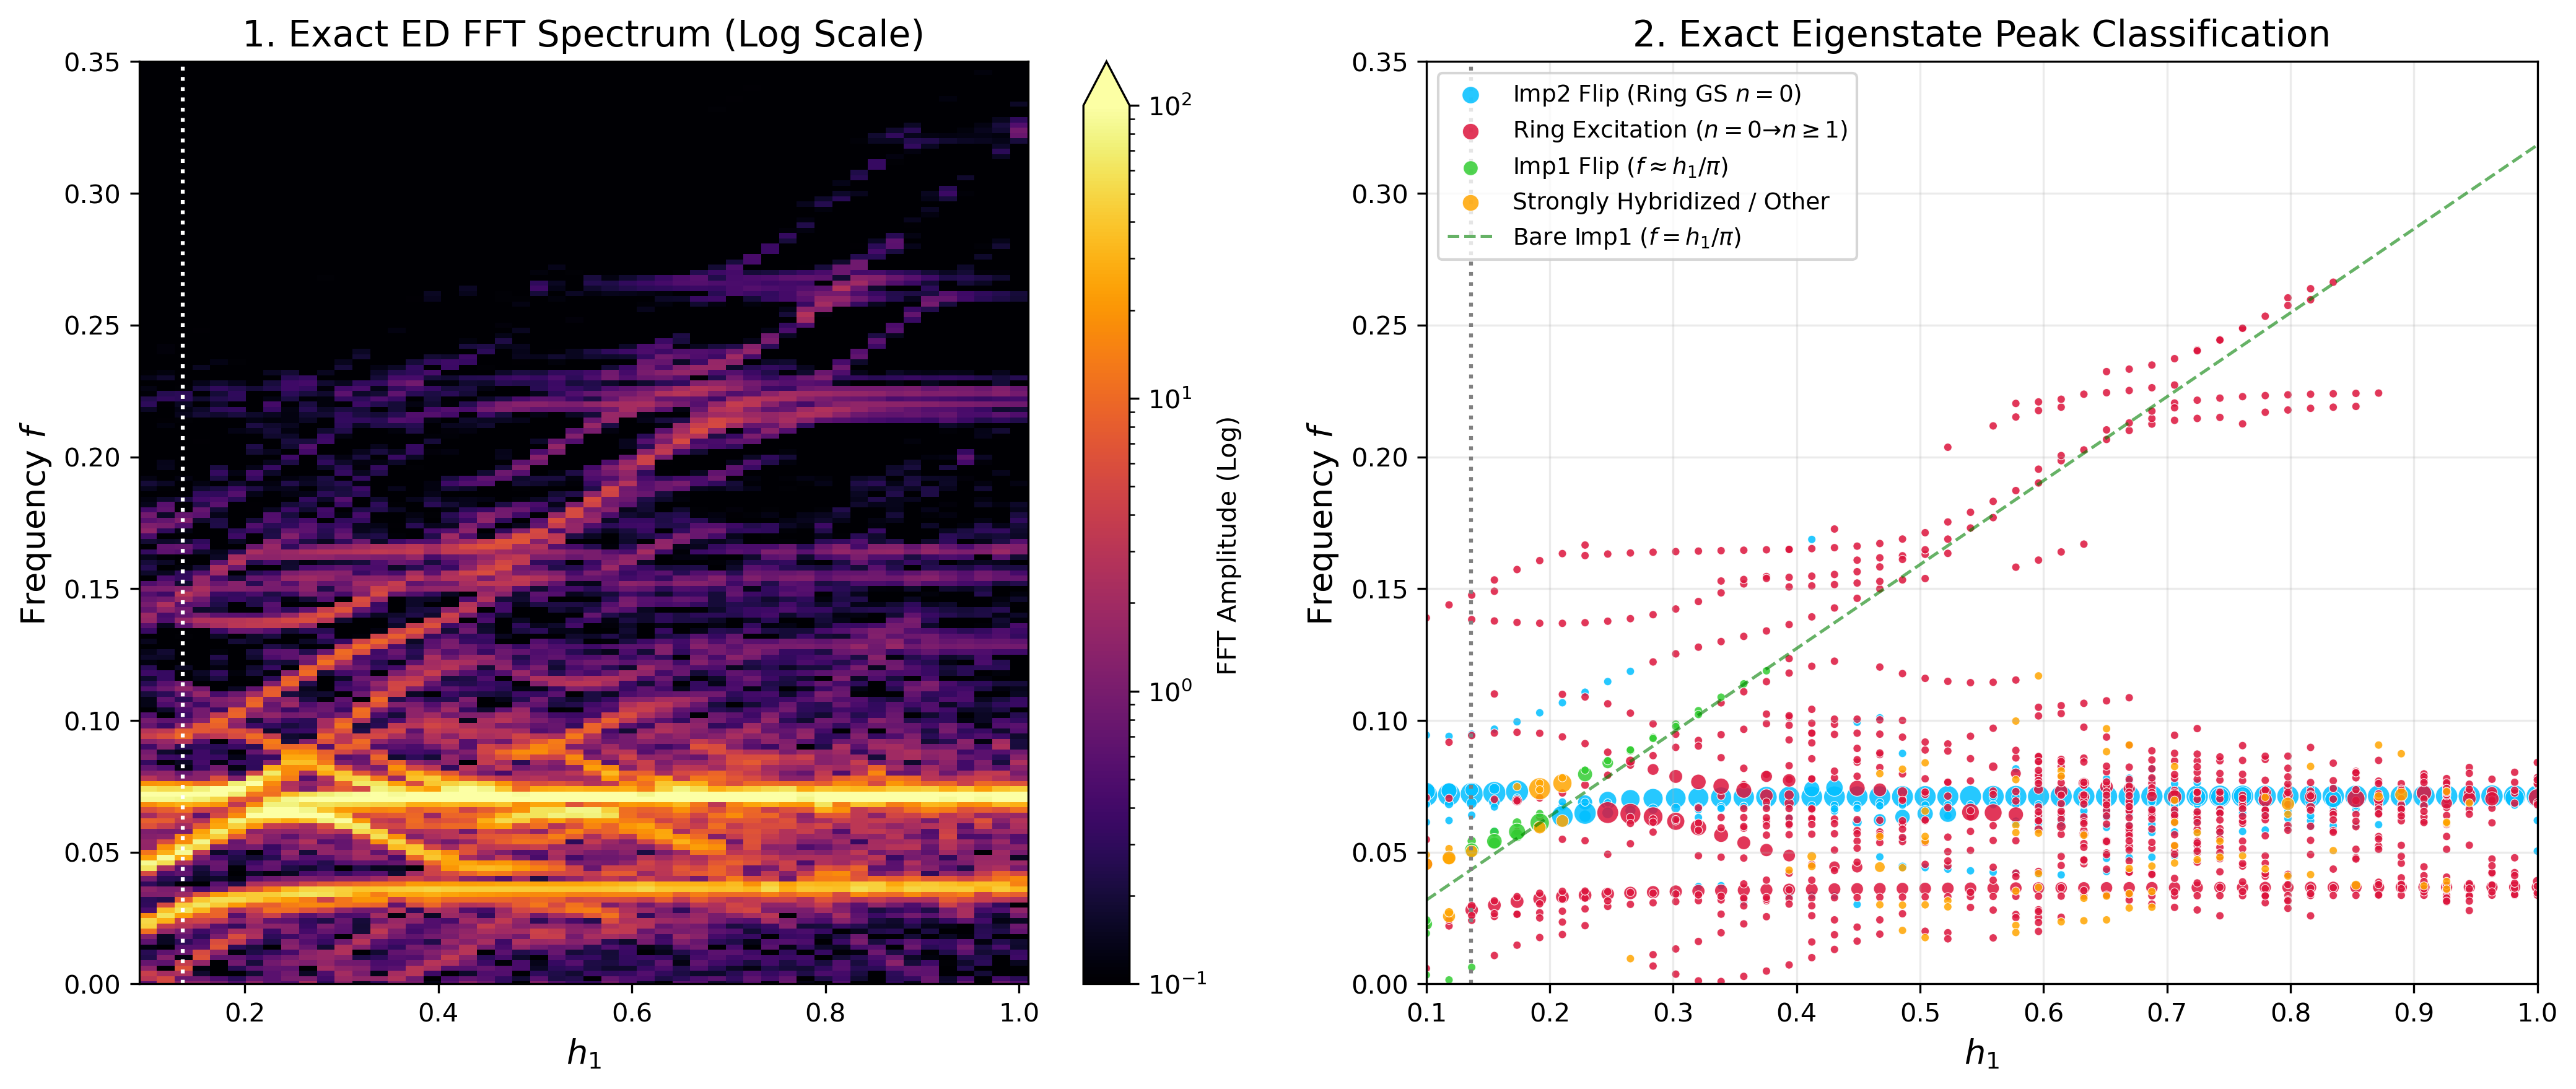 1. Exact ED FFT Spectrum (Log Scale)
0.35
0.30
0.25
0.20
0.15
0.10
0.05
0.00
Frequency f
0.2
0.4
0.6
0.8
1.0
h₁
10²
10¹
10⁰
10⁻¹
FFT Amplitude (Log)
2. Exact Eigenstate Peak Classification
Imp2 Flip (Ring GS n = 0)
Ring Excitation (n = 0→n ≥ 1)
Imp1 Flip (f ≈ h₁/π)
Strongly Hybridized / Other
Bare Imp1 (f = h₁/π)
0.35
0.30
0.25
0.20
0.15
0.10
0.05
0.00
Frequency f
0.1
0.2
0.3
0.4
0.5
0.6
0.7
0.8
0.9
1.0
h₁